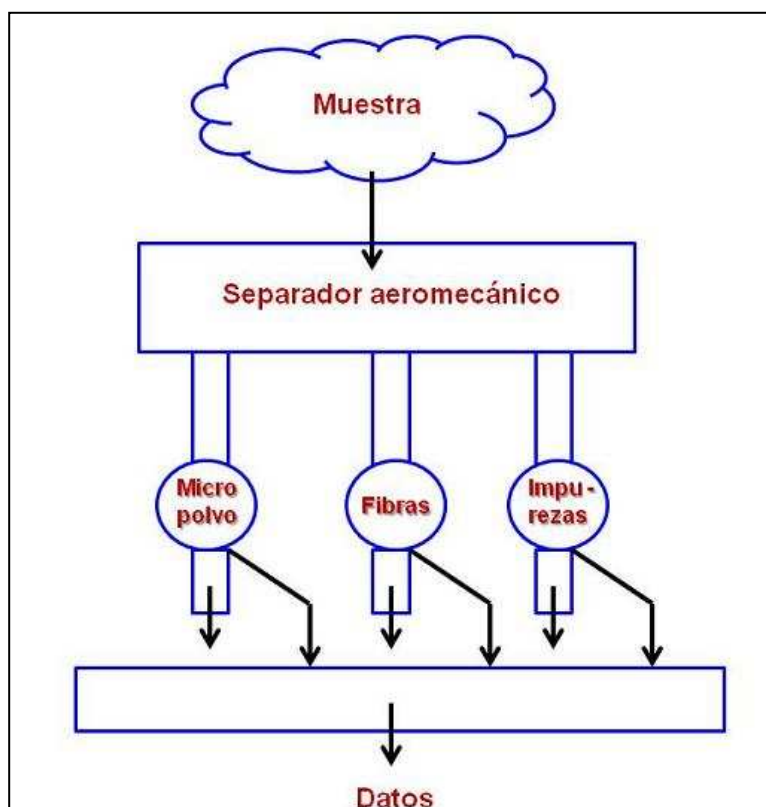 Muestra
Separador aeromecánico
Micro
polvo
Fibras
Impu -
rezas
Datos